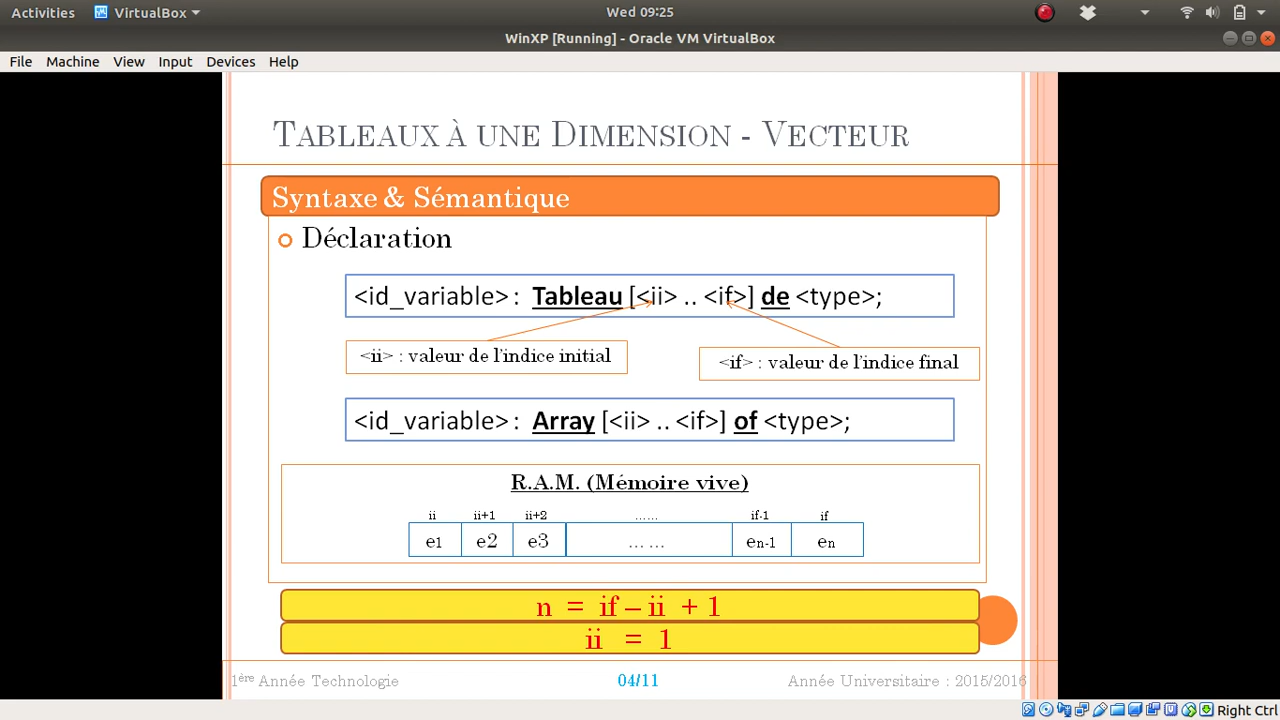 Activities VirtualBox Wed 09:25
WinXP [Running] - Oracle VM VirtualBox
File Machine View Input Devices Help
Tableaux à une Dimension - Vecteur
Syntaxe & Sémantique
Déclaration
<id_variable> : Tableau [<ii> .. <if>] de <type>;
<ii> : valeur de l'indice initial
<if> : valeur de l'indice final
<id_variable> : Array [<ii> .. <if>] of <type>;
R.A.M. (Mémoire vive)
ii ii+1 ii+2 ...... if-1 if
e1 e2 e3 ... ... en-1 en
n = if – ii + 1
ii = 1
1ère Année Technologie 04/11 Année Universitaire : 2015/2016
Right Ctrl